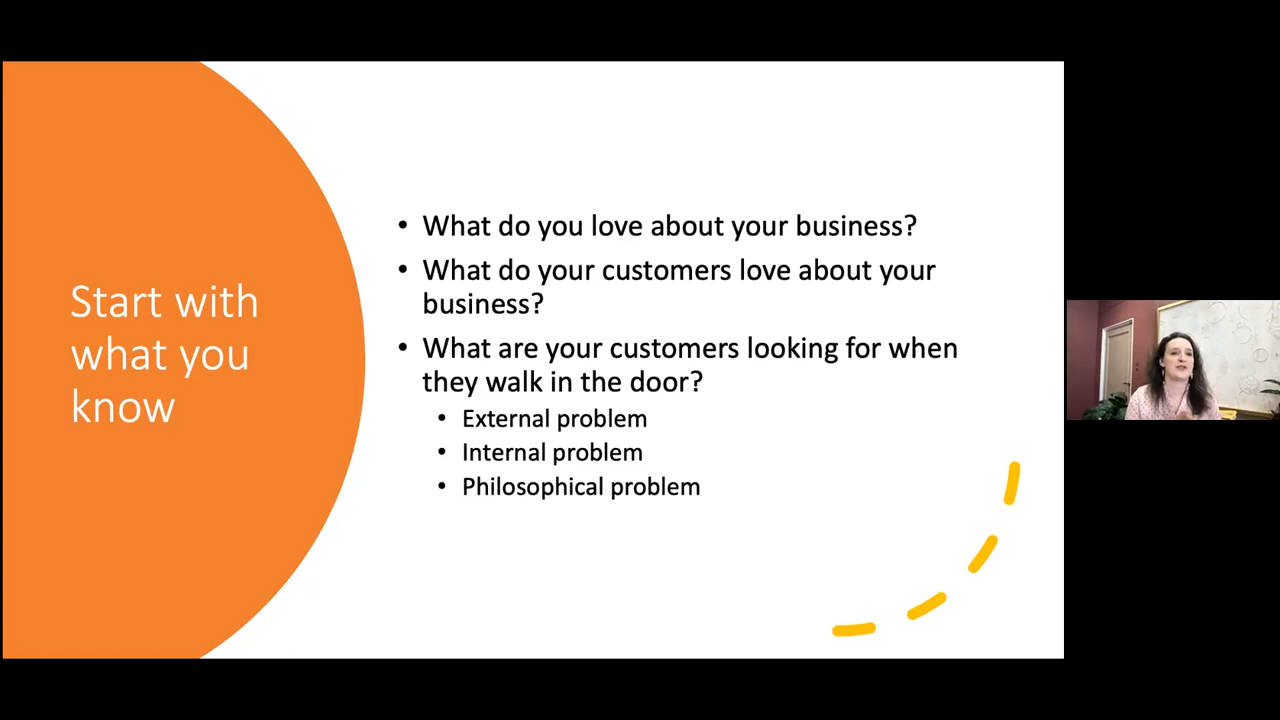 Start with
what you
know
• What do you love about your business?
• What do your customers love about your
business?
• What are your customers looking for when
they walk in the door?
• External problem
• Internal problem
• Philosophical problem